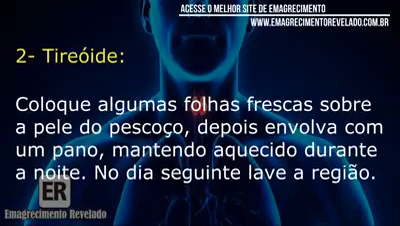 ACESSE O MELHOR SITE DE EMAGRECIMENTO
WWW.EMAGRECIMENTOREVELADO.COM.BR
2- Tireóide:
Coloque algumas folhas frescas sobre
a pele do pescoço, depois envolva com
um pano, mantendo aquecido durante
a noite. No dia seguinte lave a região.
ER
Emagrecimento Revelado